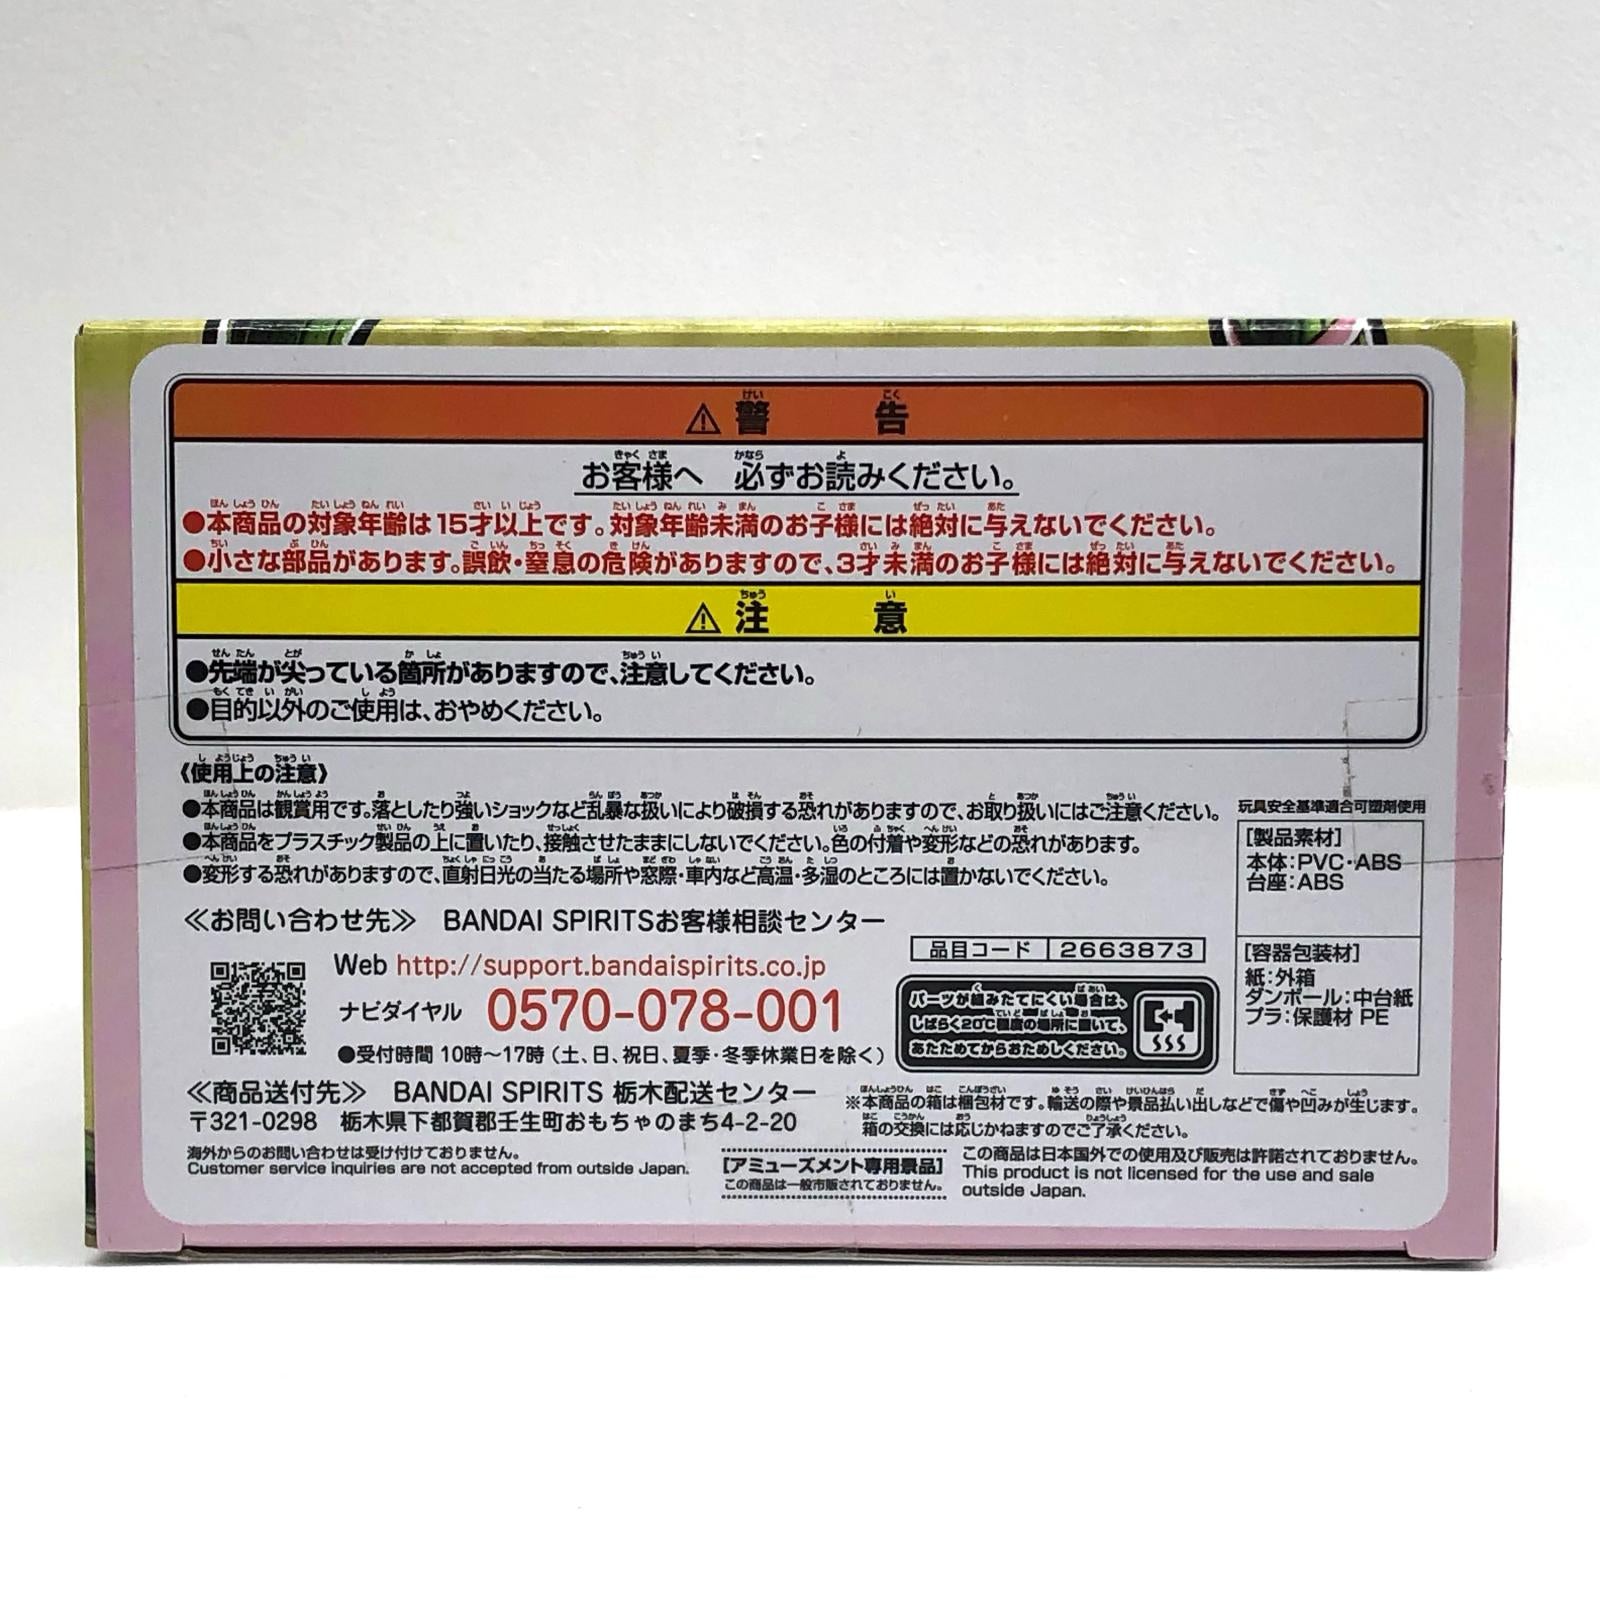 ⚠警告
お客様へ 必ずお読みください。
●本商品の対象年齢は15才以上です。対象年齢未満のお子様には絶対に与えないでください。
●小さな部品があります。誤飲・窒息の危険がありますので、3才未満のお子様には絶対に与えないでください。
⚠注意
●先端が尖っている箇所がありますので、注意してください。
●目的以外のご使用は、おやめください。
《使用上の注意》
●本商品は観賞用です。落としたり強いショックなど乱暴な扱いにより破損する恐れがありますので、お取り扱いにはご注意ください。
●本商品をプラスチック製品の上に置いたり、接触させたままにしないでください。色の付着や変形などの恐れがあります。
●変形する恐れがありますので、直射日光の当たる場所や窓際・車内など高温・多湿のところには置かないでください。
玩具安全基準適合可塑剤使用
[製品素材]
本体:PVC・ABS
台座:ABS
[容器包装材]
紙:外箱
ダンボール:中台紙
プラ:保護材 PE
≪お問い合わせ先≫ BANDAI SPIRITSお客様相談センター
Web http://support.bandaispirits.co.jp
ナビダイヤル 0570-078-001
●受付時間 10時〜17時(土、日、祝日、夏季・冬季休業日を除く)
品目コード 2663873
パーツが組みたてにくい場合は、
しばらく20℃程度の場所に置いて、
あたためてからおためしください。
≪商品送付先≫ BANDAI SPIRITS 栃木配送センター
〒321-0298 栃木県下都賀郡壬生町おもちゃのまち4-2-20
※本商品の箱は梱包材です。輸送の際や景品払い出しなどで傷や凹みが生じます。
箱の交換には応じかねますのでご了承ください。
海外からのお問い合わせは受け付けておりません。
Customer service inquiries are not accepted from outside Japan.
[アミューズメント専用景品]
この商品は一般市販されておりません。
この商品は日本国外での使用及び販売は許諾されておりません。
This product is not licensed for the use and sale
outside Japan.